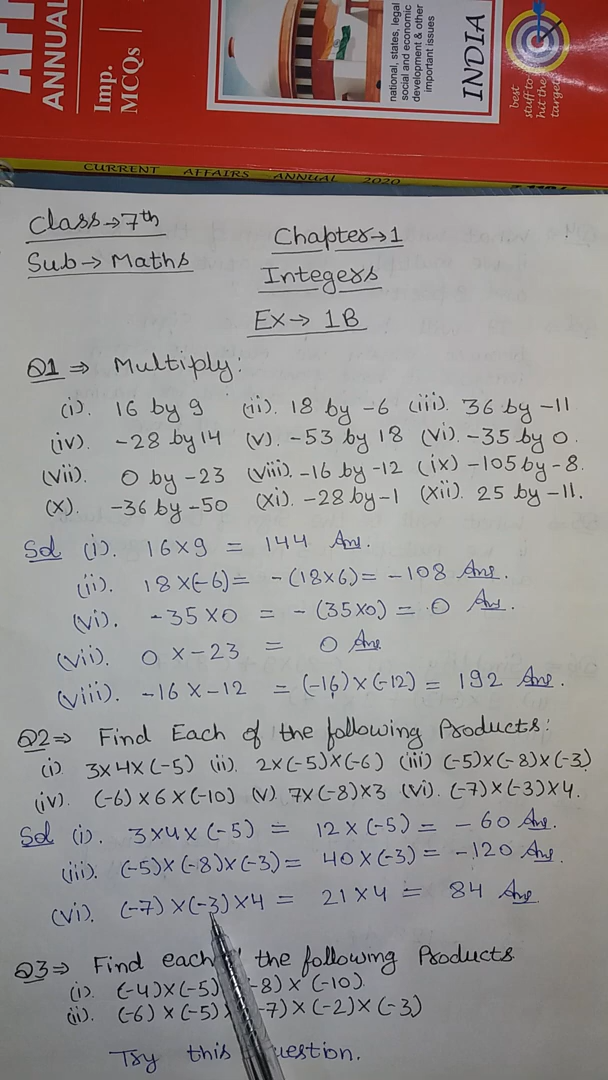 AFF
ANNUAL
Imp.
MCQs
national, states, legal
social and economic
development & other
important issues
INDIA
best
stuff to
hit the
target
CURRENT AFFAIRS ANNUAL 2020
Class→7th
Chapter→1
Sub→Maths
Integers
Ex→ 1B
Q1⇒ Multiply:
(i). 16 by 9 (ii). 18 by -6 (iii). 36 by -11
(iv). -28 by 14 (v). -53 by 18 (vi). -35 by 0.
(vii). 0 by -23 (viii). -16 by -12 (ix) -105 by -8.
(x). -36 by -50 (xi). -28 by -1 (xii). 25 by -11.
Sol (i). 16×9 = 144 Ans.
(ii). 18×(-6)= -(18×6)= -108 Ans.
(vi). -35×0 = -(35×0) = 0 Ans.
(vii). 0 × -23 = 0 Ans
(viii). -16 × -12 = (-16)×(-12) = 192 Ans.
Q2⇒ Find Each of the following Products:
(i) 3×4×(-5) (ii). 2×(-5)×(-6) (iii) (-5)×(-8)×(-3)
(iv). (-6)×6×(-10) (v). 7×(-8)×3 (vi). (-7)×(-3)×4.
Sol (i). 3×4×(-5) = 12×(-5) = -60 Ans.
(iii). (-5)×(-8)×(-3) = 40×(-3) = -120 Ans.
(vi). (-7)×(-3)×4 = 21×4 = 84 Ans
Q3⇒ Find each the following Products
(i). (-4)×(-5) -8)×(-10)
(ii). (-6)×(-5)× -7)×(-2)×(-3)
Try this